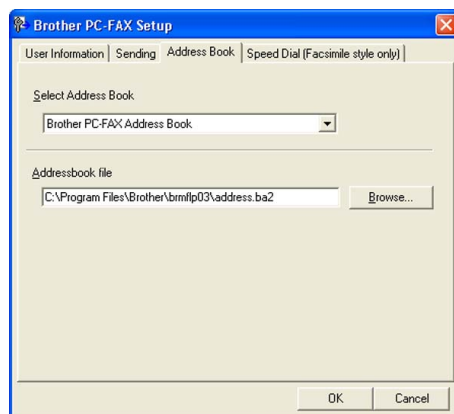 Brother PC-FAX Setup
User Information Sending Address Book Speed Dial (Facsimile style only)
Select Address Book
Brother PC-FAX Address Book
Addressbook file
C:\Program Files\Brother\brmflp03\address.ba2 Browse...
OK Cancel